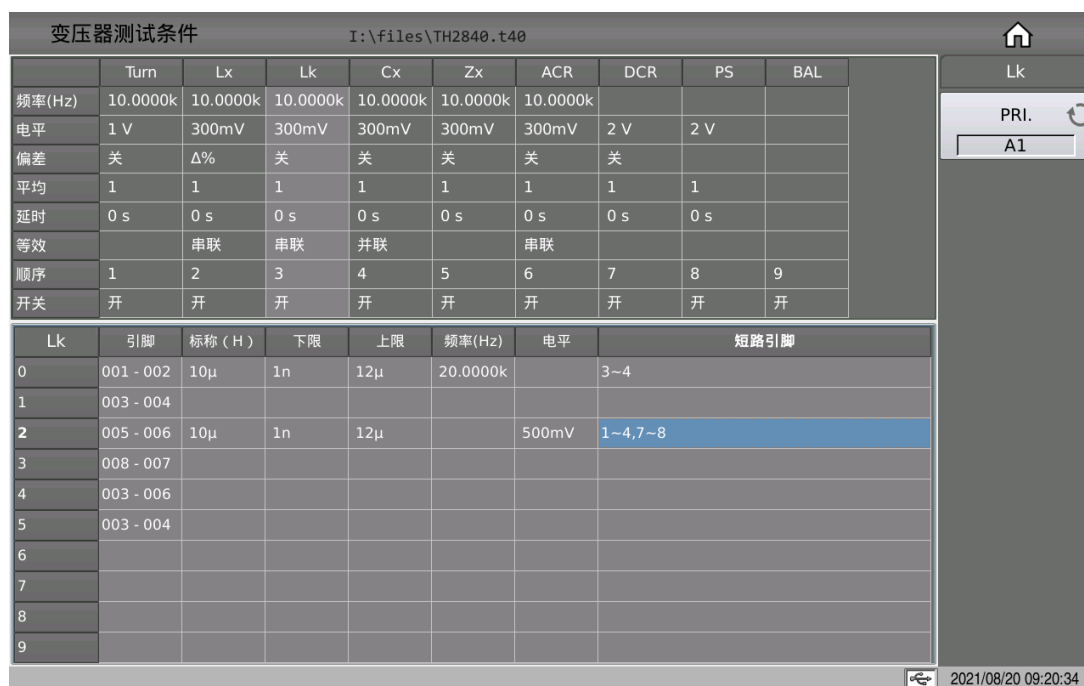 变压器测试条件 I:\files\TH2840.t40
Turn Lx Lk Cx Zx ACR DCR PS BAL
频率(Hz) 10.0000k 10.0000k 10.0000k 10.0000k 10.0000k 10.0000k
电平 1 V 300mV 300mV 300mV 300mV 300mV 2 V 2 V
偏差 关 Δ% 关 关 关 关 关
平均 1 1 1 1 1 1 1 1
延时 0 s 0 s 0 s 0 s 0 s 0 s 0 s 0 s
等效 串联 串联 并联 串联
顺序 1 2 3 4 5 6 7 8 9
开关 开 开 开 开 开 开 开 开 开
Lk 引脚 标称（H） 下限 上限 频率(Hz) 电平 短路引脚
0 001 - 002 10μ 1n 12μ 20.0000k 3~4
1 003 - 004
2 005 - 006 10μ 1n 12μ 500mV 1~4,7~8
3 008 - 007
4 003 - 006
5 003 - 004
6
7
8
9
Lk
PRI.
A1
2021/08/20 09:20:34